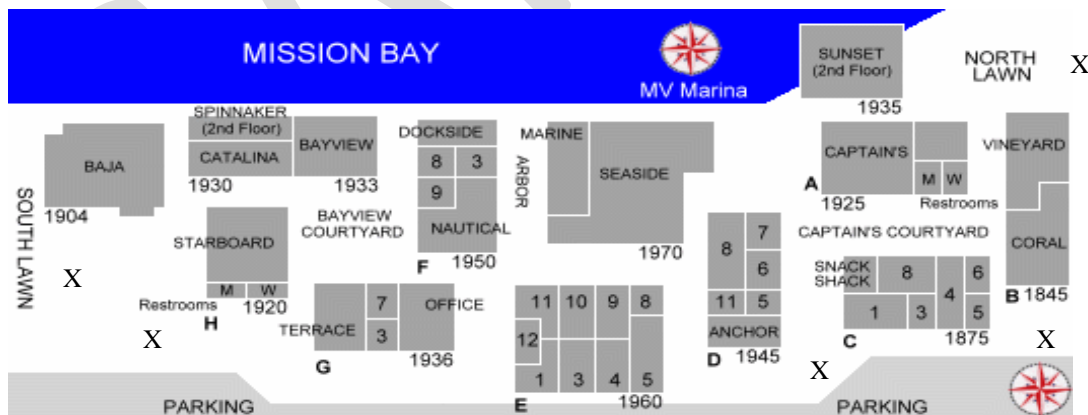 MISSION BAY
MV Marina
SUNSET
(2nd Floor)
1935
NORTH
LAWN
X
SPINNAKER
(2nd Floor)
CATALINA
1930
BAYVIEW
1933
BAJA
1904
SOUTH LAWN
X
DOCKSIDE
8
3
9
NAUTICAL
F
1950
ARBOR
MARINE
SEASIDE
1970
CAPTAIN'S
A
1925
M
W
Restrooms
VINEYARD
CORAL
B
1845
STARBOARD
M
W
Restrooms
H
1920
BAYVIEW
COURTYARD
X
TERRACE
7
3
OFFICE
G
1936
11
10
9
8
12
1
3
4
5
E
1960
8
7
6
11
5
ANCHOR
D
1945
CAPTAIN'S COURTYARD
SNACK
SHACK
8
6
1
3
4
5
C
1875
X
X
PARKING
PARKING